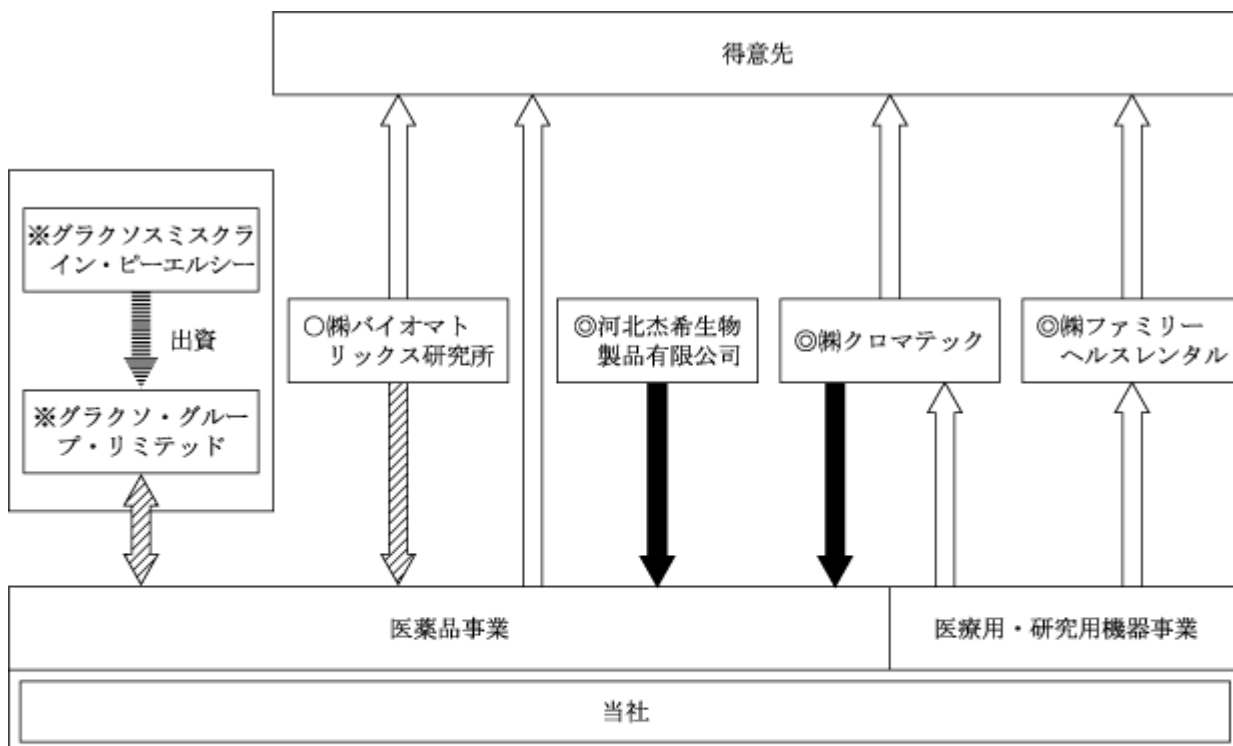 得意先
※グラクソスミスクラ
イン・ピーエルシー
出資
※グラクソ・グルー
プ・リミテッド
○㈱バイオマト
リックス研究所
◎河北杰希生物
製品有限公司
◎㈱クロマテック
◎㈱ファミリー
ヘルスレンタル
医薬品事業
医療用・研究用機器事業
当社